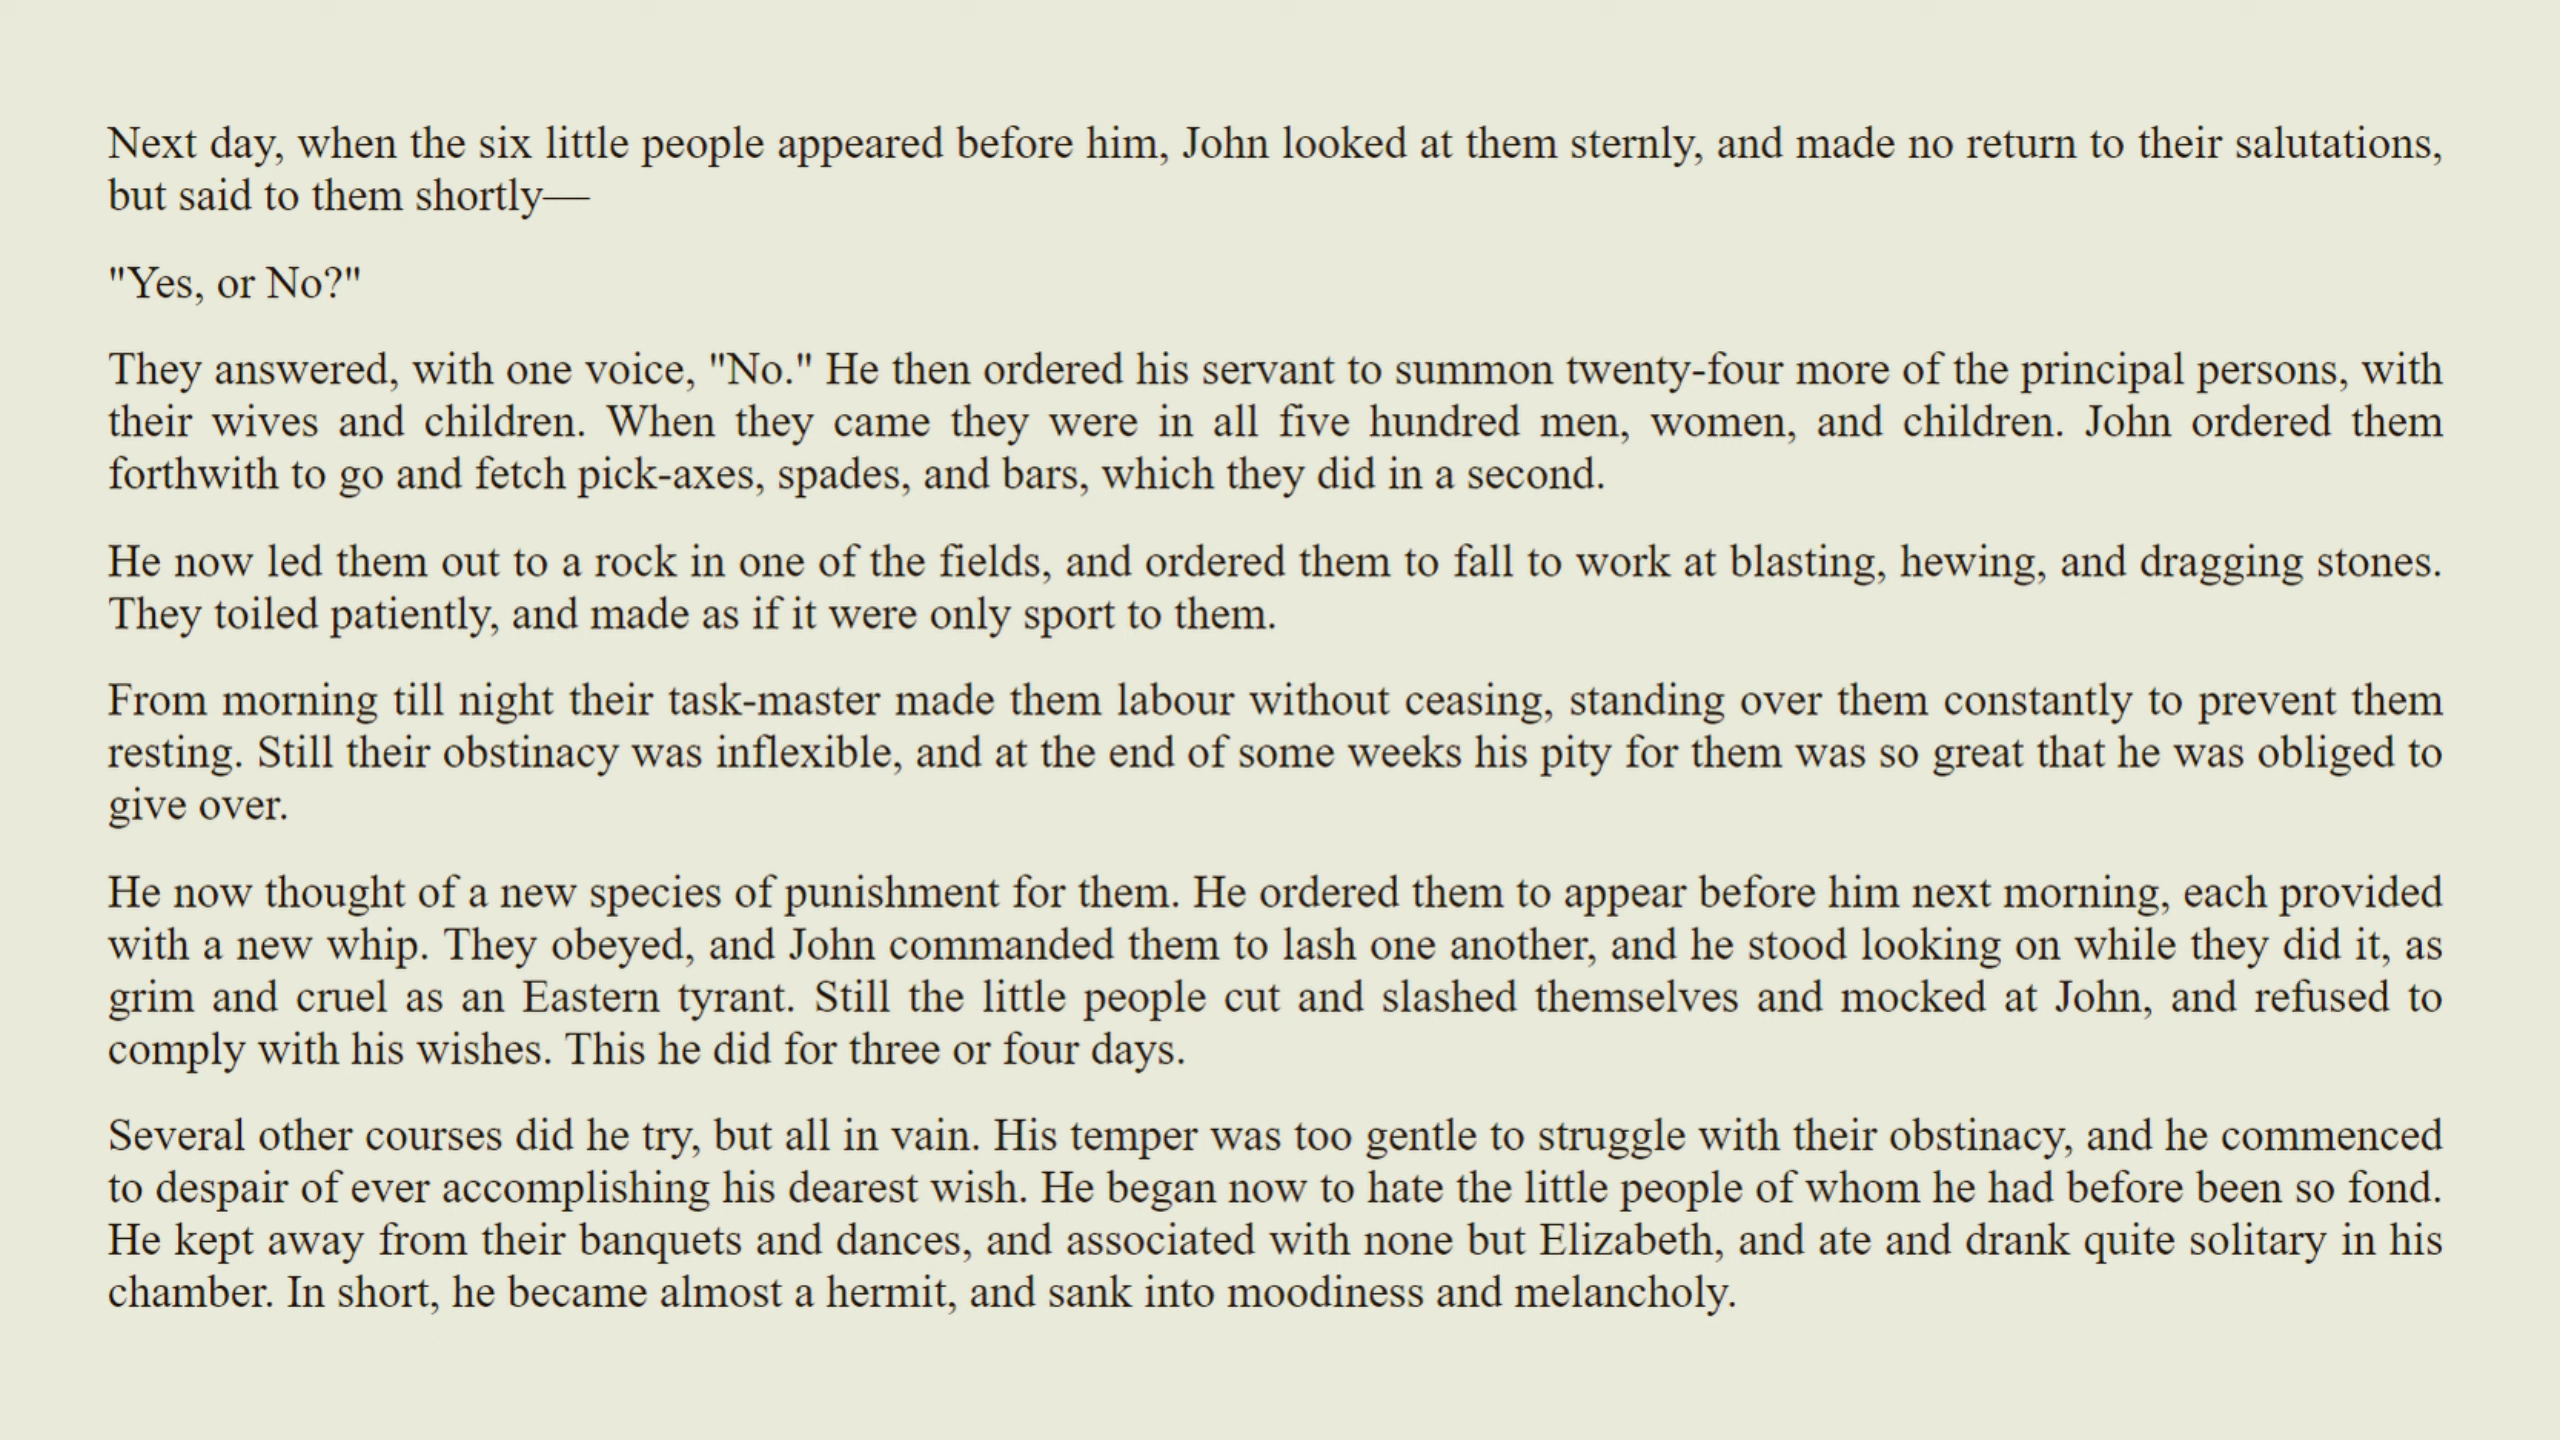 Next day, when the six little people appeared before him, John looked at them sternly, and made no return to their salutations,
but said to them shortly—
"Yes, or No?"
They answered, with one voice, "No." He then ordered his servant to summon twenty-four more of the principal persons, with
their wives and children. When they came they were in all five hundred men, women, and children. John ordered them
forthwith to go and fetch pick-axes, spades, and bars, which they did in a second.
He now led them out to a rock in one of the fields, and ordered them to fall to work at blasting, hewing, and dragging stones.
They toiled patiently, and made as if it were only sport to them.
From morning till night their task-master made them labour without ceasing, standing over them constantly to prevent them
resting. Still their obstinacy was inflexible, and at the end of some weeks his pity for them was so great that he was obliged to
give over.
He now thought of a new species of punishment for them. He ordered them to appear before him next morning, each provided
with a new whip. They obeyed, and John commanded them to lash one another, and he stood looking on while they did it, as
grim and cruel as an Eastern tyrant. Still the little people cut and slashed themselves and mocked at John, and refused to
comply with his wishes. This he did for three or four days.
Several other courses did he try, but all in vain. His temper was too gentle to struggle with their obstinacy, and he commenced
to despair of ever accomplishing his dearest wish. He began now to hate the little people of whom he had before been so fond.
He kept away from their banquets and dances, and associated with none but Elizabeth, and ate and drank quite solitary in his
chamber. In short, he became almost a hermit, and sank into moodiness and melancholy.